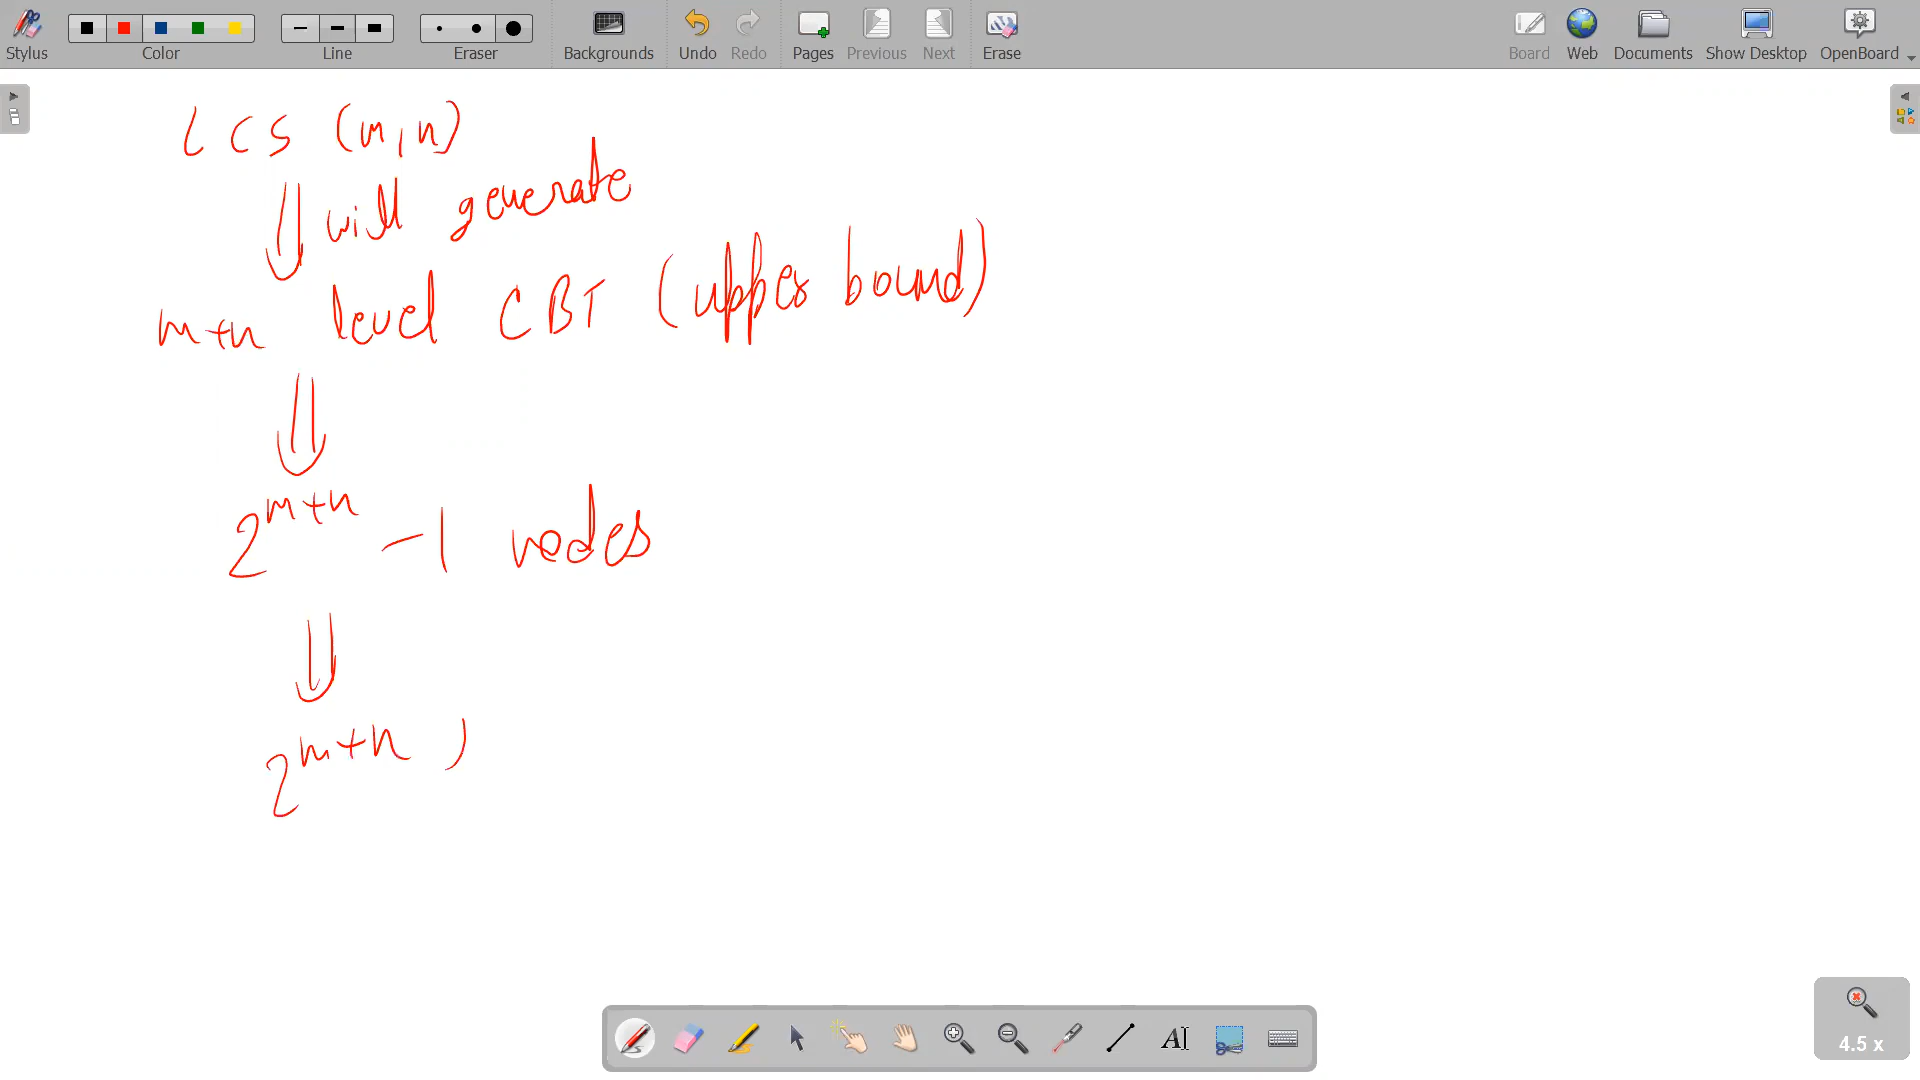 Stylus Color Line Eraser Backgrounds Undo Redo Pages Previous Next Erase Board Web Documents Show Desktop OpenBoard
LCS (m,n)
will generate
m+n level CBT (upper bound)
2^m+n -1 nodes
2^m+n )
4.5 x